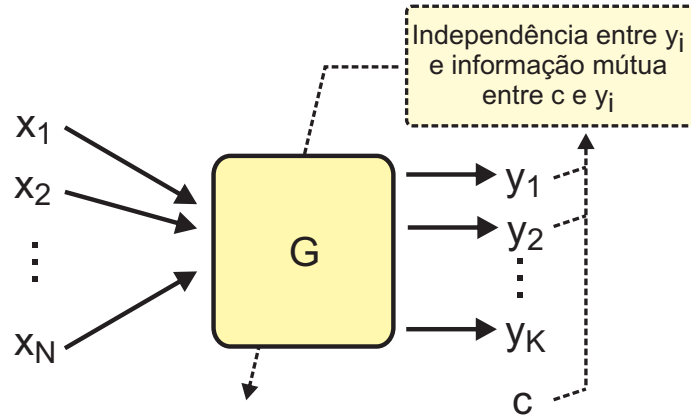 Independência entre yi
e informação mútua
entre c e yi
x1
x2
xN
G
y1
y2
yK
c